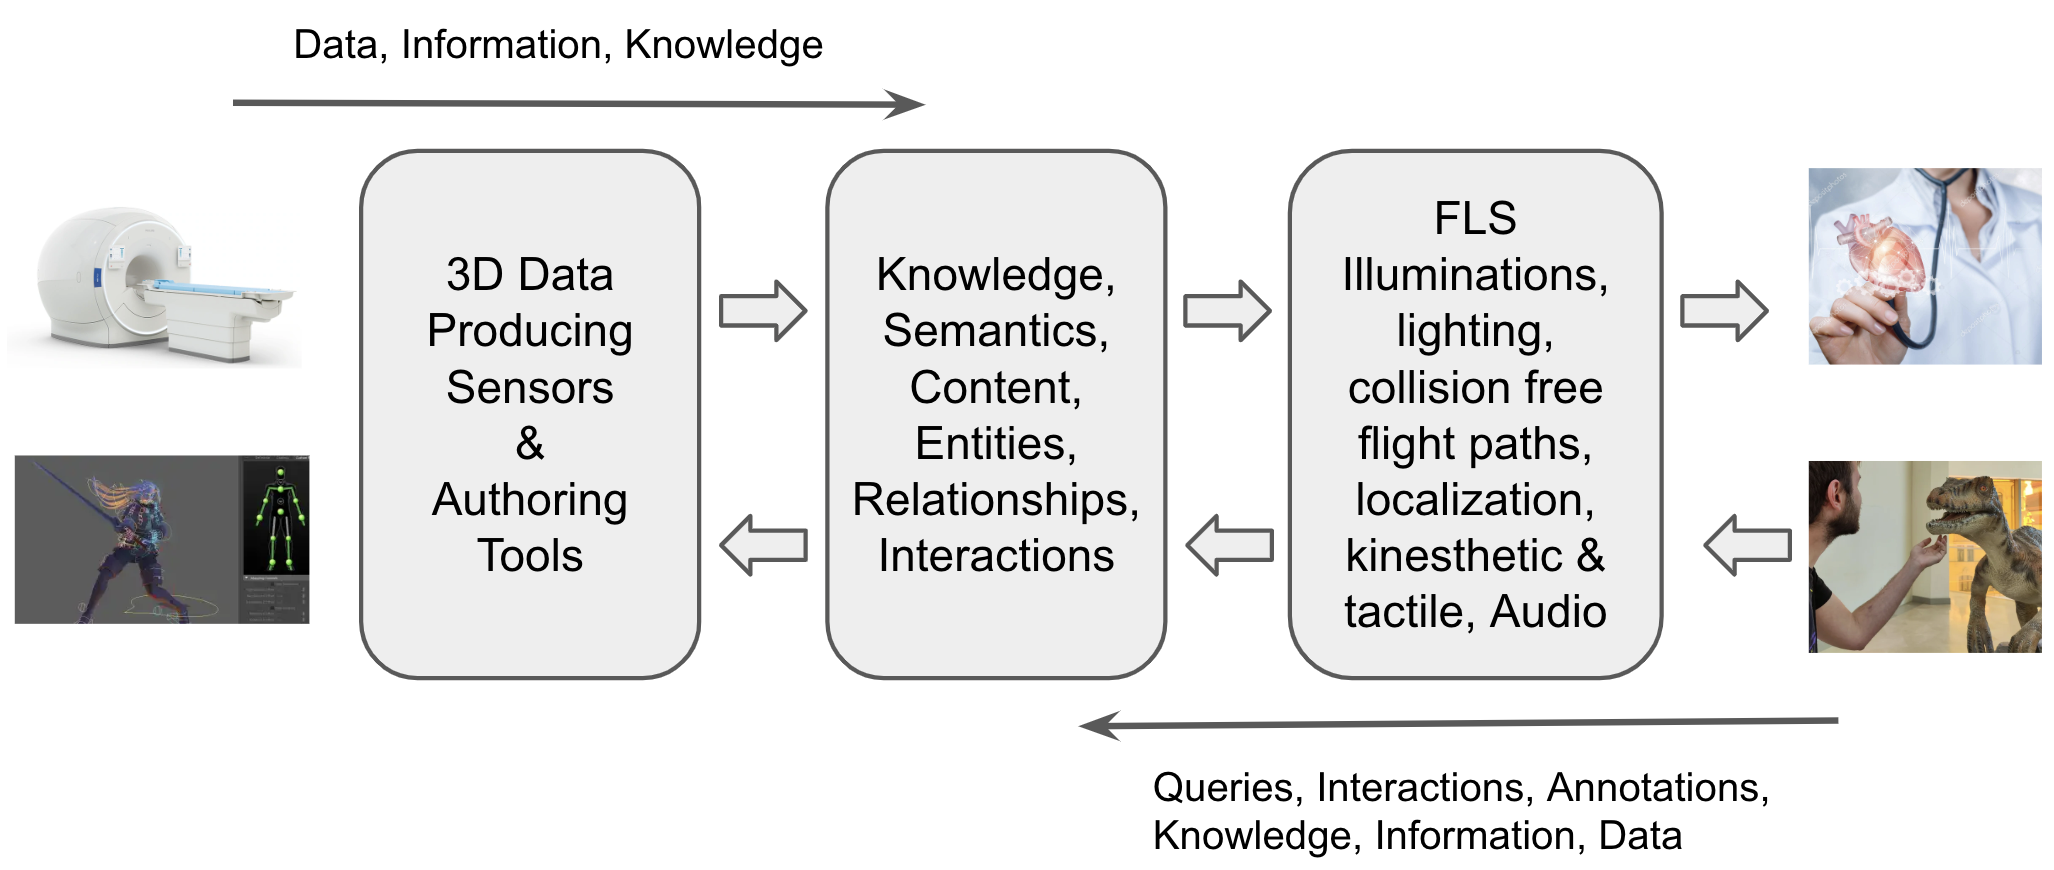 Data, Information, Knowledge
3D Data
Producing
Sensors
&
Authoring
Tools
Knowledge,
Semantics,
Content,
Entities,
Relationships,
Interactions
FLS
Illuminations,
lighting,
collision free
flight paths,
localization,
kinesthetic &
tactile, Audio
Queries, Interactions, Annotations,
Knowledge, Information, Data